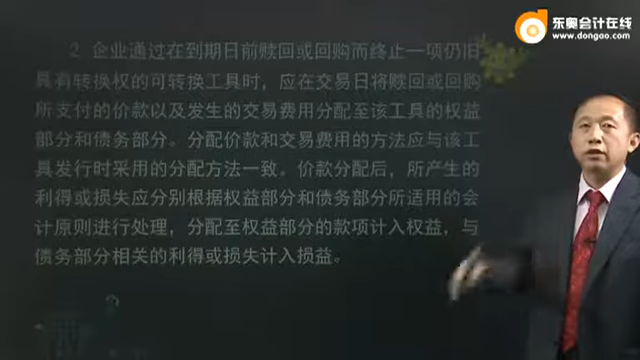 东奥会计在线
www.dongao.com
2. 企业通过在到期日前赎回或回购而终止一项仍旧
具有转换权的可转换工具时，应在交易日将赎回或回购
所支付的价款以及发生的交易费用分配至该工具的权益
部分和债务部分。分配价款和交易费用的方法应与该工
具发行时采用的分配方法一致。价款分配后，所产生的
利得或损失应分别根据权益部分和债务部分所适用的会
计原则进行处理，分配至权益部分的款项计入权益，与
债务部分相关的利得或损失计入损益。